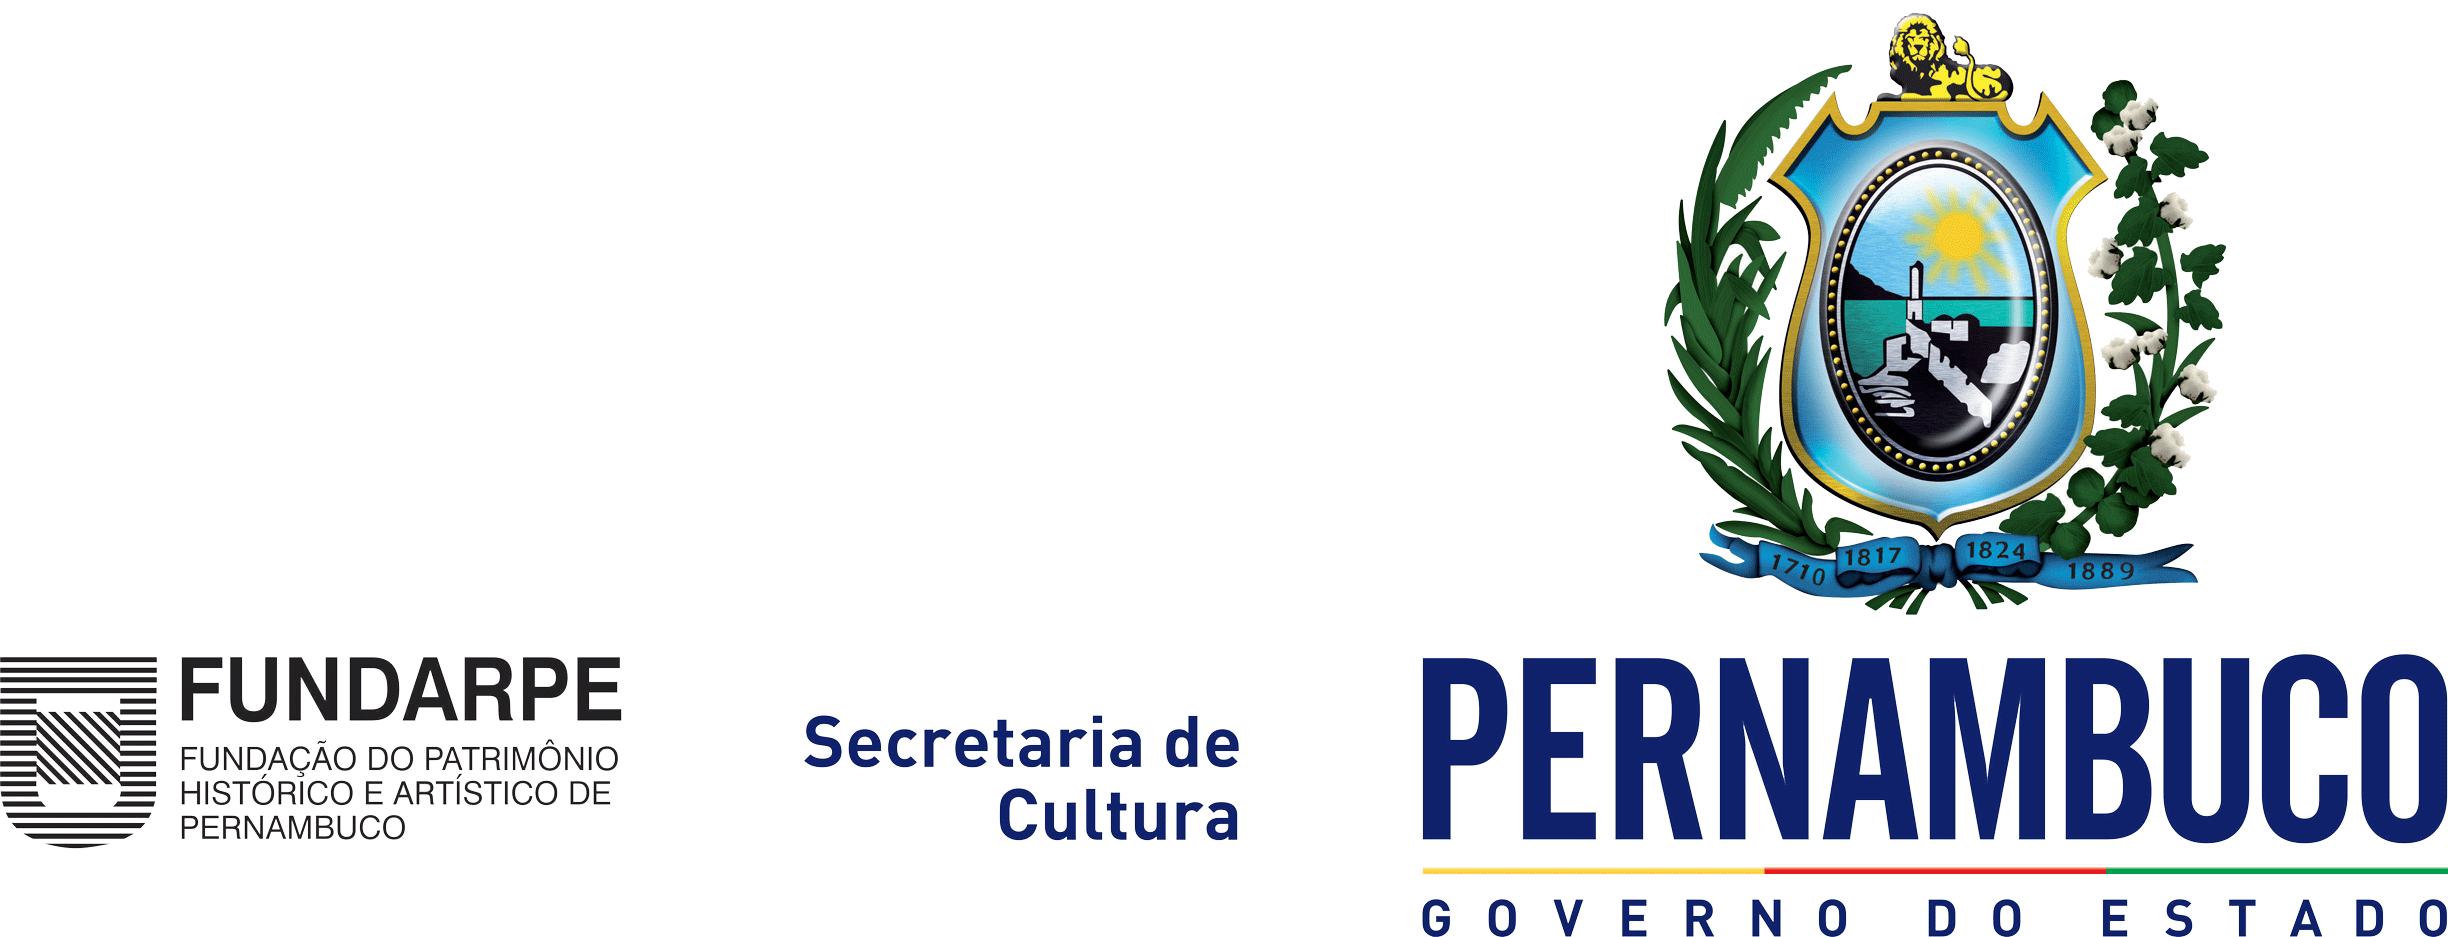 FUNDARPE
FUNDAÇÃO DO PATRIMÔNIO
HISTÓRICO E ARTÍSTICO DE
PERNAMBUCO
Secretaria de
Cultura
1710 1817 1824 1889
PERNAMBUCO
GOVERNO DO ESTADO